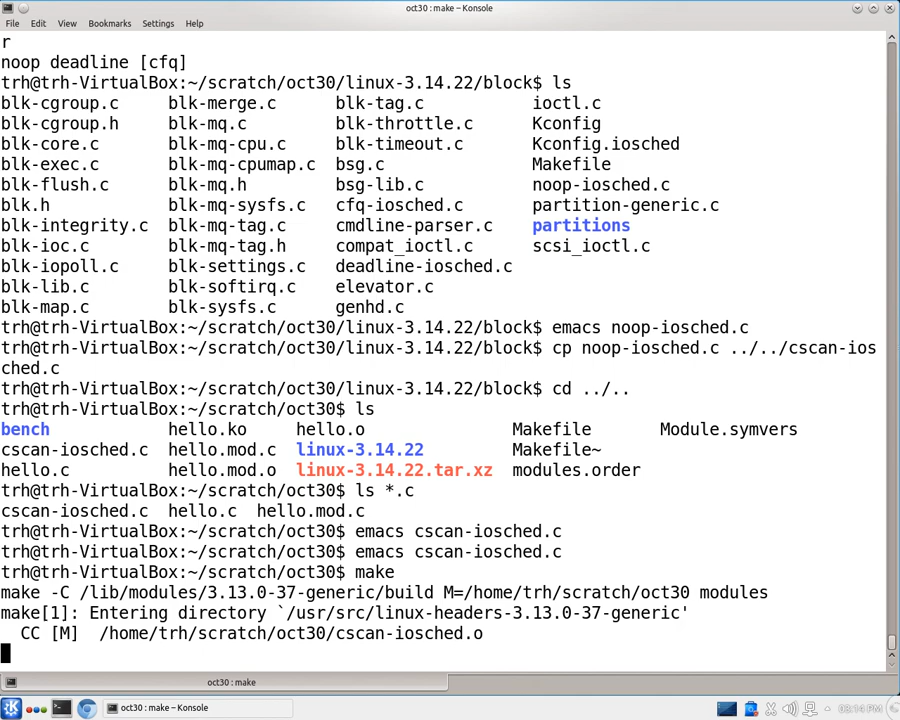 oct30 : make – Konsole
File Edit View Bookmarks Settings Help
r
noop deadline [cfq]
trh@trh-VirtualBox:~/scratch/oct30/linux-3.14.22/block$ ls
blk-cgroup.c blk-merge.c blk-tag.c ioctl.c
blk-cgroup.h blk-mq.c blk-throttle.c Kconfig
blk-core.c blk-mq-cpu.c blk-timeout.c Kconfig.iosched
blk-exec.c blk-mq-cpumap.c bsg.c Makefile
blk-flush.c blk-mq.h bsg-lib.c noop-iosched.c
blk.h blk-mq-sysfs.c cfq-iosched.c partition-generic.c
blk-integrity.c blk-mq-tag.c cmdline-parser.c partitions
blk-ioc.c blk-mq-tag.h compat_ioctl.c scsi_ioctl.c
blk-iopoll.c blk-settings.c deadline-iosched.c
blk-lib.c blk-softirq.c elevator.c
blk-map.c blk-sysfs.c genhd.c
trh@trh-VirtualBox:~/scratch/oct30/linux-3.14.22/block$ emacs noop-iosched.c
trh@trh-VirtualBox:~/scratch/oct30/linux-3.14.22/block$ cp noop-iosched.c ../../cscan-ios
ched.c
trh@trh-VirtualBox:~/scratch/oct30/linux-3.14.22/block$ cd ../..
trh@trh-VirtualBox:~/scratch/oct30$ ls
bench hello.ko hello.o Makefile Module.symvers
cscan-iosched.c hello.mod.c linux-3.14.22 Makefile~
hello.c hello.mod.o linux-3.14.22.tar.xz modules.order
trh@trh-VirtualBox:~/scratch/oct30$ ls *.c
cscan-iosched.c hello.c hello.mod.c
trh@trh-VirtualBox:~/scratch/oct30$ emacs cscan-iosched.c
trh@trh-VirtualBox:~/scratch/oct30$ emacs cscan-iosched.c
trh@trh-VirtualBox:~/scratch/oct30$ make
make -C /lib/modules/3.13.0-37-generic/build M=/home/trh/scratch/oct30 modules
make[1]: Entering directory `/usr/src/linux-headers-3.13.0-37-generic'
CC [M] /home/trh/scratch/oct30/cscan-iosched.o
oct30 : make
oct30 : make – Konsole
03:14 PM